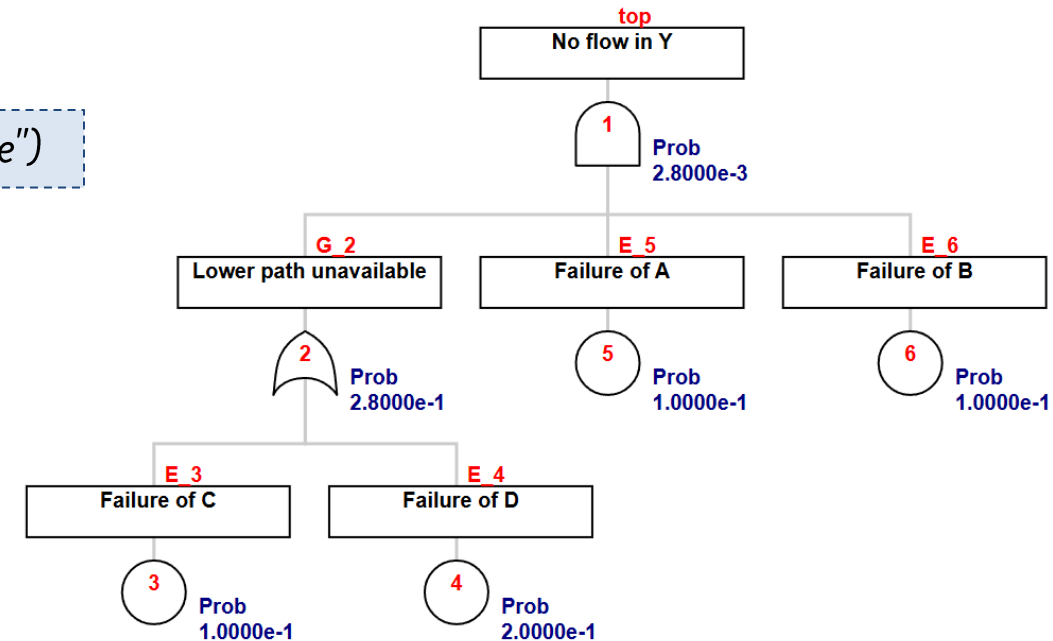 top
No flow in Y
1
Prob
2.8000e-3
e")
G_2
Lower path unavailable
E_5
Failure of A
E_6
Failure of B
2
Prob
2.8000e-1
5
Prob
1.0000e-1
6
Prob
1.0000e-1
E_3
Failure of C
E_4
Failure of D
3
Prob
1.0000e-1
4
Prob
2.0000e-1